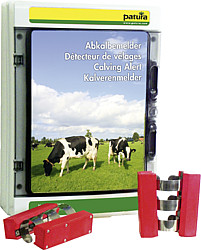 patura
Abkalbemelder
Détecteur de vêlages
Calving Alert
Kalverenmelder